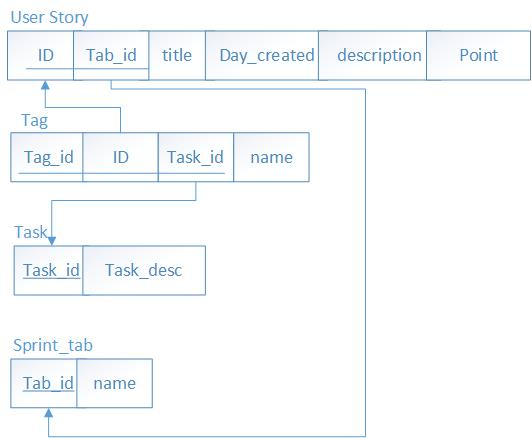 User Story
ID Tab_id title Day_created description Point
Tag
Tag_id ID Task_id name
Task
Task_id Task_desc
Sprint_tab
Tab_id name